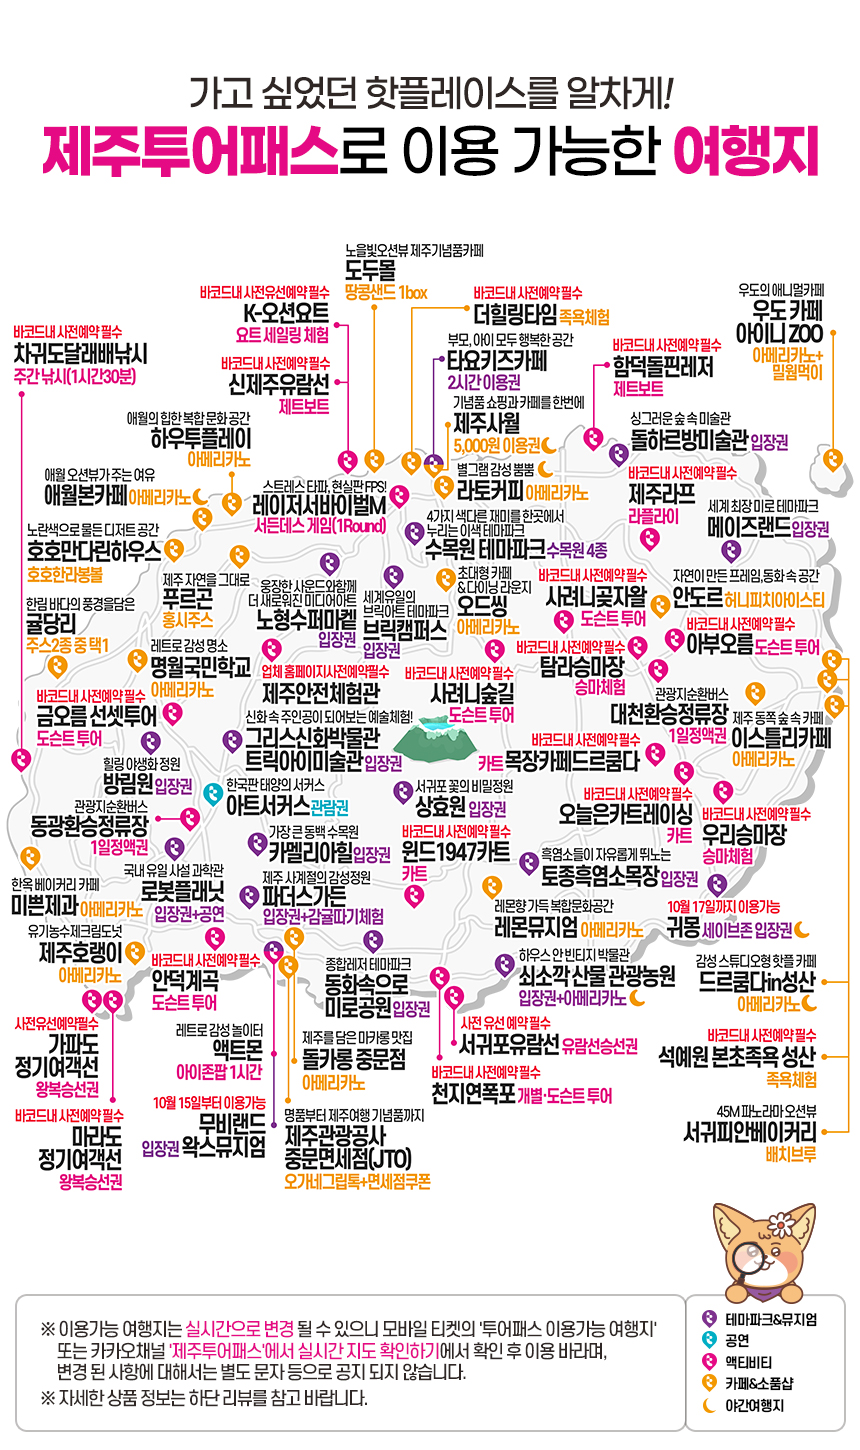 가고 싶었던 핫플레이스를 알차게!
제주투어패스로 이용 가능한 여행지
노을빛오션뷰 제주기념품카페
도두몰
땅콩샌드 1box
바코드내 사전유선예약 필수
K-오션요트
요트 세일링 체험
바코드내 사전예약 필수
더힐링타임 족욕체험
우도의 애니멀카페
우도 카페
아이니 ZOO
아메리카노+
밀웜먹이
바코드내 사전예약 필수
차귀도달래배낚시
주간 낚시(1시간30분)
바코드내 사전예약 필수
신제주유람선
제트보트
부모, 아이 모두 행복한 공간
타요키즈카페
2시간 이용권
바코드내 사전예약 필수
함덕돌핀레저
제트보트
기념품 쇼핑과 카페를 한번에
제주사월
5,000원 이용권
애월의 힙한 복합 문화 공간
하우투플레이
아메리카노
싱그러운 숲 속 미술관
돌하르방미술관 입장권
애월 오션뷰가 주는 여유
애월본카페 아메리카노
스트레스 타파, 현실판 FPS!
레이저서바이벌M
서든데스 게임(1Round)
별그램 감성 뿜뿜
라토커피 아메리카노
바코드내 사전예약 필수
제주라프
라플라이
세계 최장 미로 테마파크
메이즈랜드 입장권
노란색으로 물든 디저트 공간
호호만다린하우스
호호한라봉볼
4가지 색다른 재미를 한곳에서
누리는 이색 테마파크
수목원 테마파크 수목원 4종
제주 자연을 그대로
푸르곤
홍시주스
웅장한 사운드와함께
더 새로워진 미디어아트
노형수퍼마켙
입장권
세계유일의
브릭아트 테마파크
브릭캠퍼스
입장권
초대형 카페
& 다이닝 라운지
오드씽
아메리카노
바코드내 사전예약 필수
사려니곶자왈
도슨트 투어
자연이 만든 프레임,동화 속 공간
안도르 허니피치아이스티
한림 바다의 풍경을담은
귤당리
주스2종 중 택1
바코드내 사전예약 필수
아부오름 도슨트 투어
레트로 감성 명소
명월국민학교
아메리카노
업체 홈페이지사전예약필수
제주안전체험관
바코드내 사전예약 필수
사려니숲길
도슨트 투어
바코드내 사전예약 필수
탐라승마장
승마체험
바코드내 사전예약 필수
금오름 선셋투어
도슨트 투어
관광지순환버스
대천환승정류장
1일정액권
제주 동쪽 숲 속 카페
이스틀리카페
아메리카노
신화 속 주인공이 되어보는 예술체험!
그리스신화박물관
트릭아이미술관 입장권
바코드내 사전예약 필수
카트 목장카페드르쿰다
힐링 야생화 정원
방림원 입장권
한국판 태양의 서커스
아트서커스 관람권
서귀포 꽃의 비밀정원
상효원 입장권
바코드내 사전예약 필수
오늘은카트레이싱
카트
관광지순환버스
동광환승정류장
1일정액권
바코드내 사전예약 필수
우리승마장
승마체험
가장 큰 동백 수목원
카멜리아힐 입장권
바코드내 사전예약 필수
윈드1947카트
카트
흑염소들이 자유롭게 뛰노는
토종흑염소목장 입장권
국내 유일 사설 과학관
로봇플래닛
입장권+공연
제주 사계절의 감성정원
파더스가든
입장권+감귤따기체험
한옥 베이커리 카페
미쁜제과 아메리카노
레몬향 가득 복합문화공간
레몬뮤지엄 아메리카노
10월 17일까지 이용가능
귀몽 세이브존 입장권
유기농수제크림도넛
제주호랭이
아메리카노
바코드내 사전예약 필수
안덕계곡
도슨트 투어
종합레저 테마파크
동화속으로
미로공원 입장권
하우스 안 빈티지 박물관
쇠소깍 산물 관광농원
입장권+아메리카노
감성 스튜디오형 핫플 카페
드르쿰다in성산
아메리카노
사전유선예약필수
가파도
정기여객선
왕복승선권
레트로 감성 놀이터
액트몬
아이존팝 1시간
제주를 담은 마카롱 맛집
돌카롱 중문점
아메리카노
사전 유선 예약 필수
서귀포유람선 유람선승선권
바코드내 사전예약 필수
석예원 본초족욕 성산
족욕체험
바코드내 사전예약 필수
천지연폭포 개별·도슨트 투어
바코드내 사전예약 필수
마라도
정기여객선
왕복승선권
10월 15일부터 이용가능
무비랜드
입장권 왁스뮤지엄
명품부터 제주여행 기념품까지
제주관광공사
중문면세점(JTO)
오가네그립톡+면세점쿠폰
45M 파노라마 오션뷰
서귀피안베이커리
배치브루
※ 이용가능 여행지는 실시간으로 변경 될 수 있으니 모바일 티켓의 '투어패스 이용가능 여행지'
또는 카카오채널 '제주투어패스'에서 실시간 지도 확인하기에서 확인 후 이용 바라며,
변경 된 사항에 대해서는 별도 문자 등으로 공지 되지 않습니다.
※ 자세한 상품 정보는 하단 리뷰를 참고 바랍니다.
테마파크&뮤지엄
공연
액티비티
카페&소품샵
야간여행지